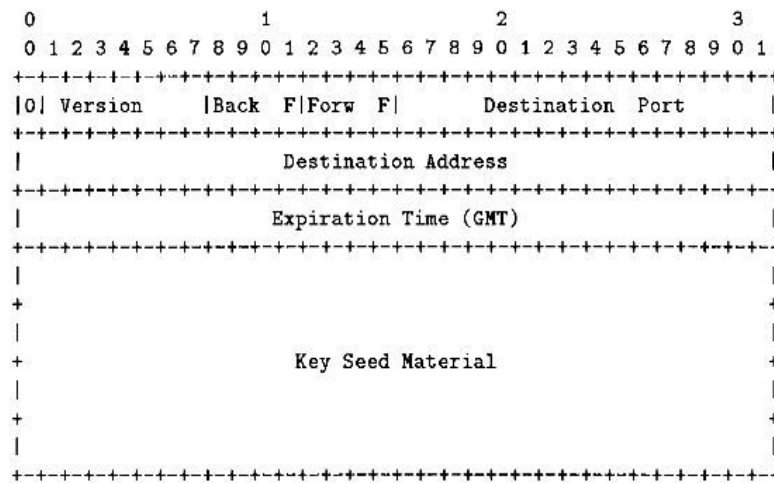 0                   1                   2                   3
0 1 2 3 4 5 6 7 8 9 0 1 2 3 4 5 6 7 8 9 0 1 2 3 4 5 6 7 8 9 0 1
+-+-+-+-+-+-+-+-+-+-+-+-+-+-+-+-+-+-+-+-+-+-+-+-+-+-+-+-+-+-+-+-+
|0| Version     |Back  F|Forw  F|       Destination  Port       |
+-+-+-+-+-+-+-+-+-+-+-+-+-+-+-+-+-+-+-+-+-+-+-+-+-+-+-+-+-+-+-+-+
|                      Destination Address                      |
+-+-+-+-+-+-+-+-+-+-+-+-+-+-+-+-+-+-+-+-+-+-+-+-+-+-+-+-+-+-+-+-+
|                     Expiration Time (GMT)                     |
+-+-+-+-+-+-+-+-+-+-+-+-+-+-+-+-+-+-+-+-+-+-+-+-+-+-+-+-+-+-+-+-+
|                                                               |
+                                                               +
|                                                               |
+                       Key Seed Material                       +
|                                                               |
+                                                               +
|                                                               |
+-+-+-+-+-+-+-+-+-+-+-+-+-+-+-+-+-+-+-+-+-+-+-+-+-+-+-+-+-+-+-+-+